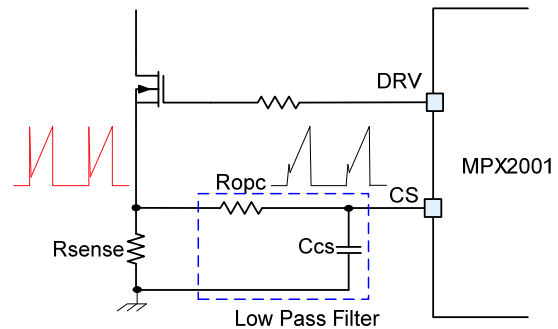 DRV
MPX2001
Ropc
CS
Rsense
Ccs
Low Pass Filter